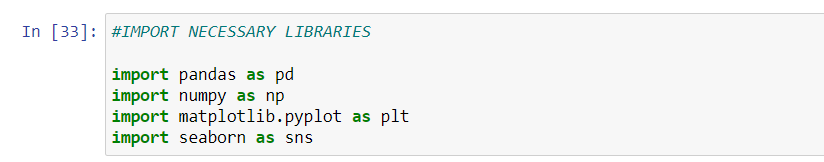 In [33]: #IMPORT NECESSARY LIBRARIES
import pandas as pd
import numpy as np
import matplotlib.pyplot as plt
import seaborn as sns